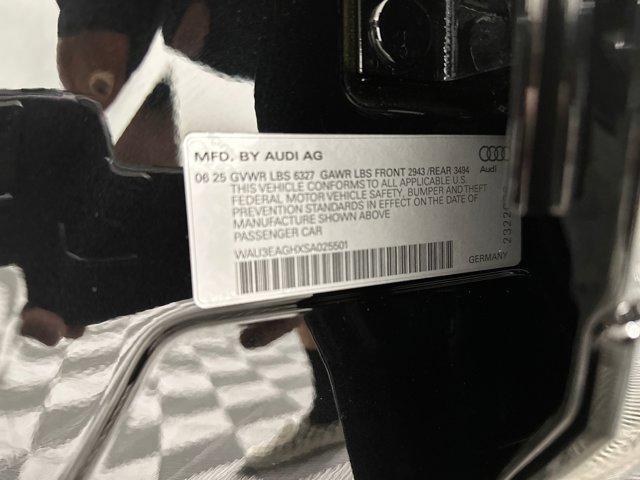 MFD. BY AUDI AG
06 25 GVWR LBS 6327 GAWR LBS FRONT 2943 /REAR 3494
THIS VEHICLE CONFORMS TO ALL APPLICABLE U.S.
FEDERAL MOTOR VEHICLE SAFETY, BUMPER AND THEFT
PREVENTION STANDARDS IN EFFECT ON THE DATE OF
MANUFACTURE SHOWN ABOVE
PASSENGER CAR
WAU3EAGHXSA025501
Audi
GERMANY